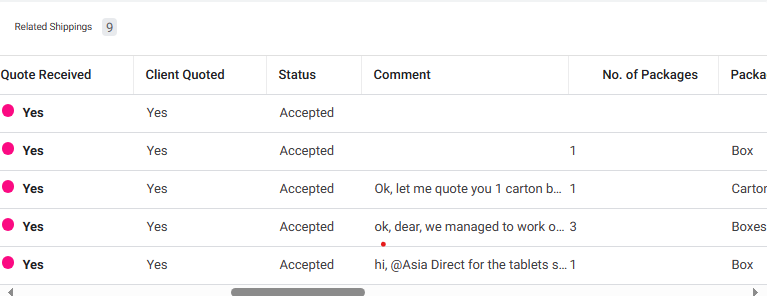 Related Shippings 9
Quote Received Client Quoted Status Comment No. of Packages Packa
Yes Yes Accepted
Yes Yes Accepted 1 Box
Yes Yes Accepted Ok, let me quote you 1 carton b... 1 Carton
Yes Yes Accepted ok, dear, we managed to work o... 3 Boxes
Yes Yes Accepted hi, @Asia Direct for the tablets s... 1 Box